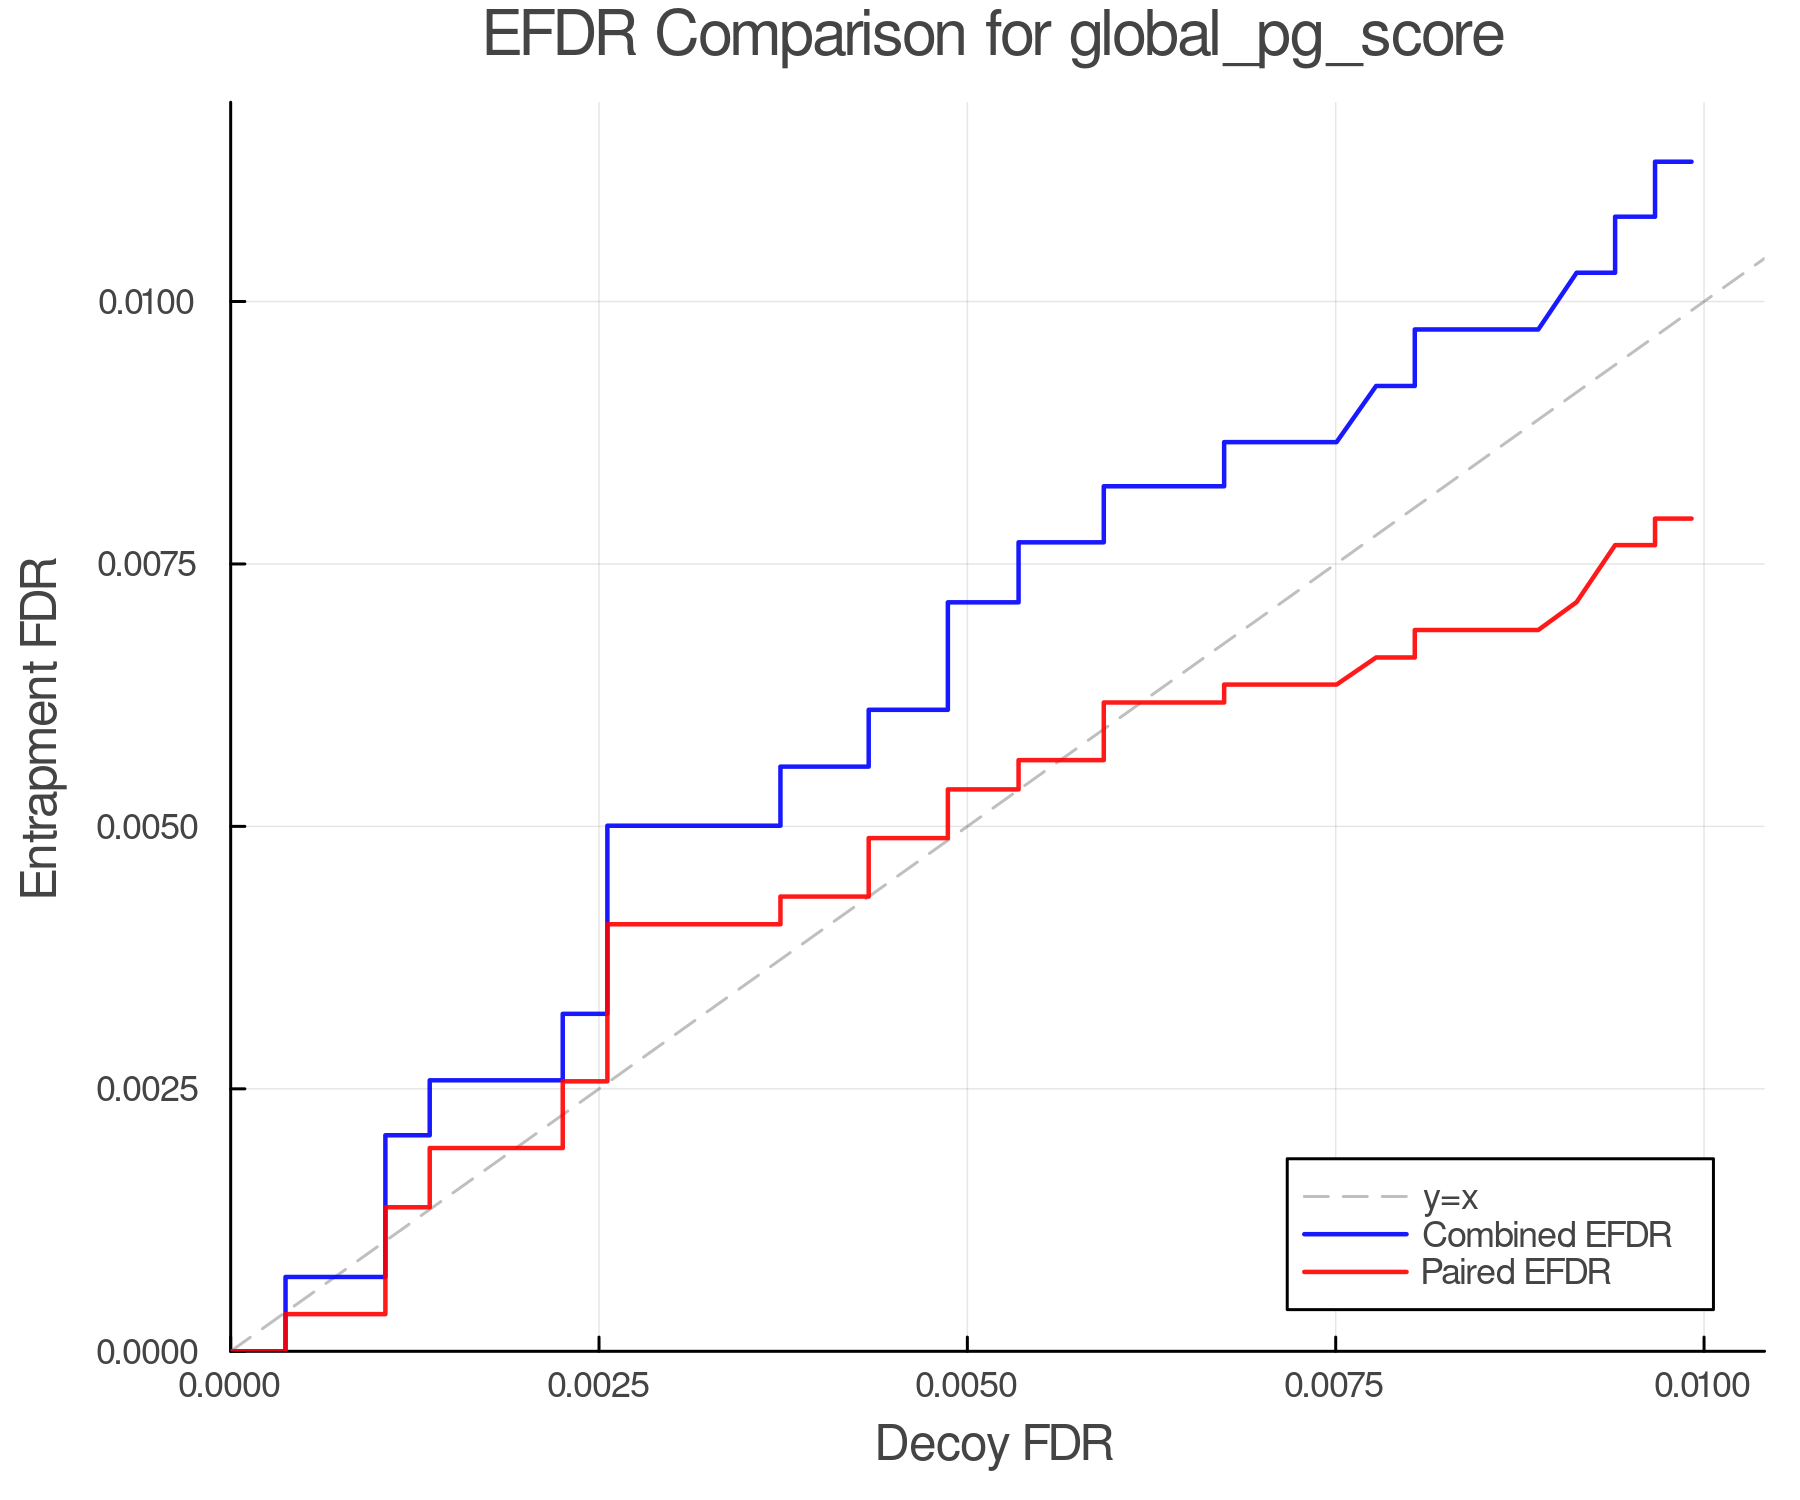 EFDR Comparison for global_pg_score
Entrapment FDR
0.0100
0.0075
0.0050
0.0025
0.0000
0.0000 0.0025 0.0050 0.0075 0.0100
Decoy FDR
y=x
Combined EFDR
Paired EFDR